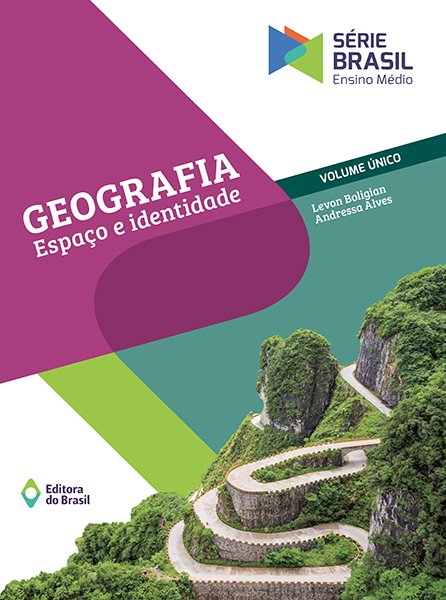 SÉRIE
BRASIL
Ensino Médio
VOLUME ÚNICO
Levon Boligian
Andressa Alves
GEOGRAFIA
Espaço e identidade
Editora
do Brasil